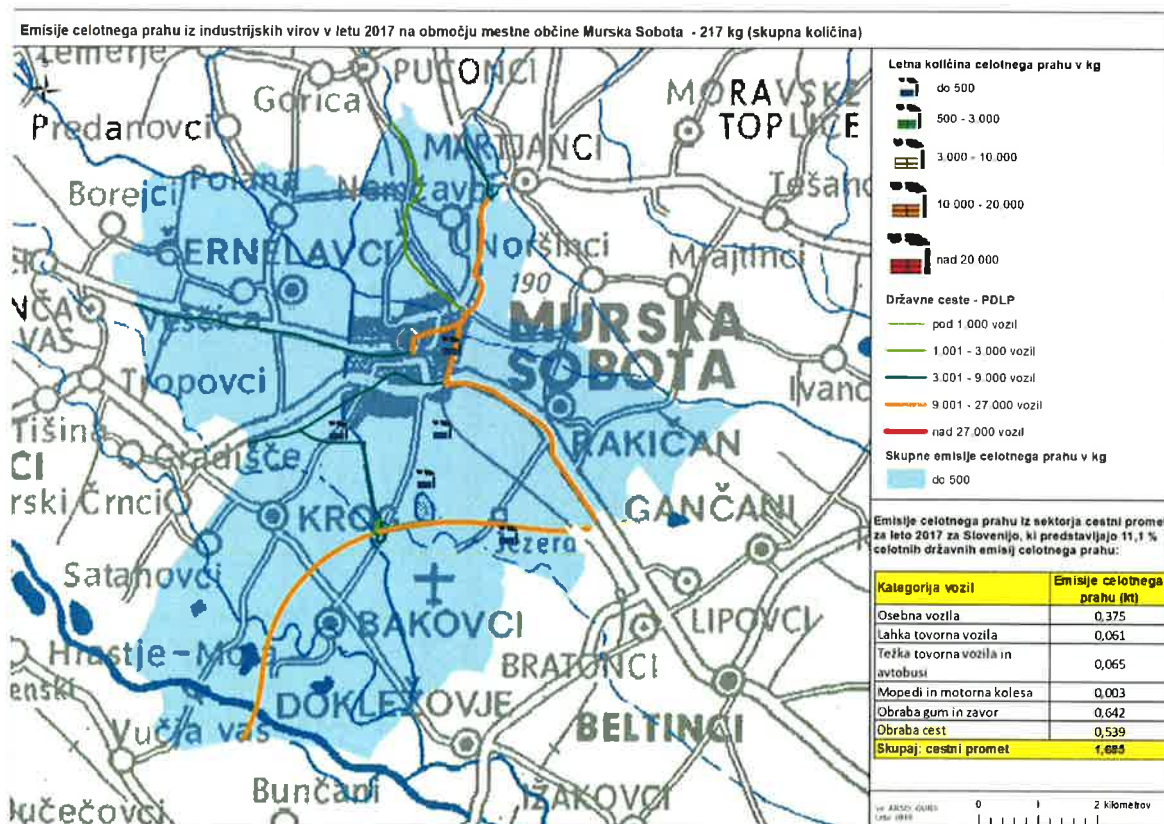 Emisije celotnega prahu iz industrijskih virov v letu 2017 na območju mestne občine Murska Sobota - 217 kg (skupna količina)
PUCONCI
Gorica
MORAVSKE
TOPLICE
Predanovci
MARTJANCI
Polana
Nemčavci
Borejci
ČERNELAVCI
Noršinci
Mrajtinci
190
Veščica
VAS
MURSKA
SOBOTA
Tropovci
Tišina
RAKIČAN
Gradišče
GANČANI
KROG
Jezera
Satahovci
LIPOVCI
BAKOVCI
BRATONCI
Hrastje-Mota
DOKLEŽOVJE
BELTINCI
Vučja vas
Bunčani
IŽAKOVCI
Letna količina celotnega prahu v kg
do 500
500 - 3.000
3.000 - 10.000
10 000 - 20,000
nad 20 000
Državne ceste - PDLP
pod 1,000 vozil
1,001 - 3 000 vozil
3.001 - 9 000 vozil
9 001 - 27,000 vozil
nad 27,000 vozil
Skupne emisije celotnega prahu v kg
do 500
Emisije celotnega prahu iz sektorja cestni prome
za leto 2017 za Slovenijo, ki predstavljajo 11,1 %
celotnih državnih emisij celotnega prahu:
Kategorija vozil Emisije celotnega
prahu (kt)
Osebna vozila 0,375
Lahka tovorna vozila 0,061
Težka tovorna vozila in
avtobusi 0,065
Mopedi in motorna kolesa 0,003
Obraba gum in zavor 0,642
Obraba cest 0,539
Skupaj: cestni promet 1,685
0 1 2 kilometrov